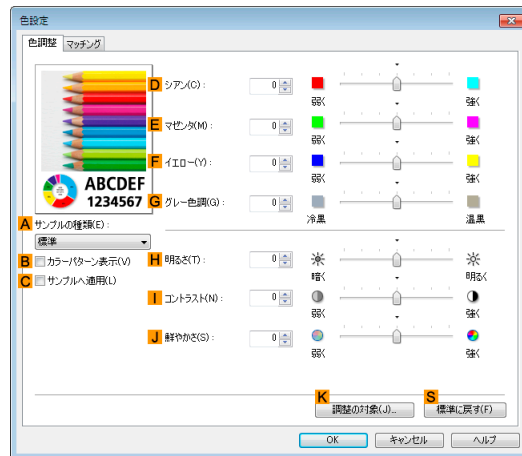 色設定
色調整 マッチング
ABCDEF
1234567
A サンプルの種類(E):
標準
B カラーパターン表示(V)
C サンプルへ適用(L)
D シアン(C): 0
弱く 強く
E マゼンタ(M): 0
弱く 強く
F イエロー(Y): 0
弱く 強く
G グレー色調(G): 0
冷黒 温黒
H 明るさ(T): 0
暗く 明るく
I コントラスト(N): 0
弱く 強く
J 鮮やかさ(S): 0
弱く 強く
K S
調整の対象(J)... 標準に戻す(F)
OK キャンセル ヘルプ